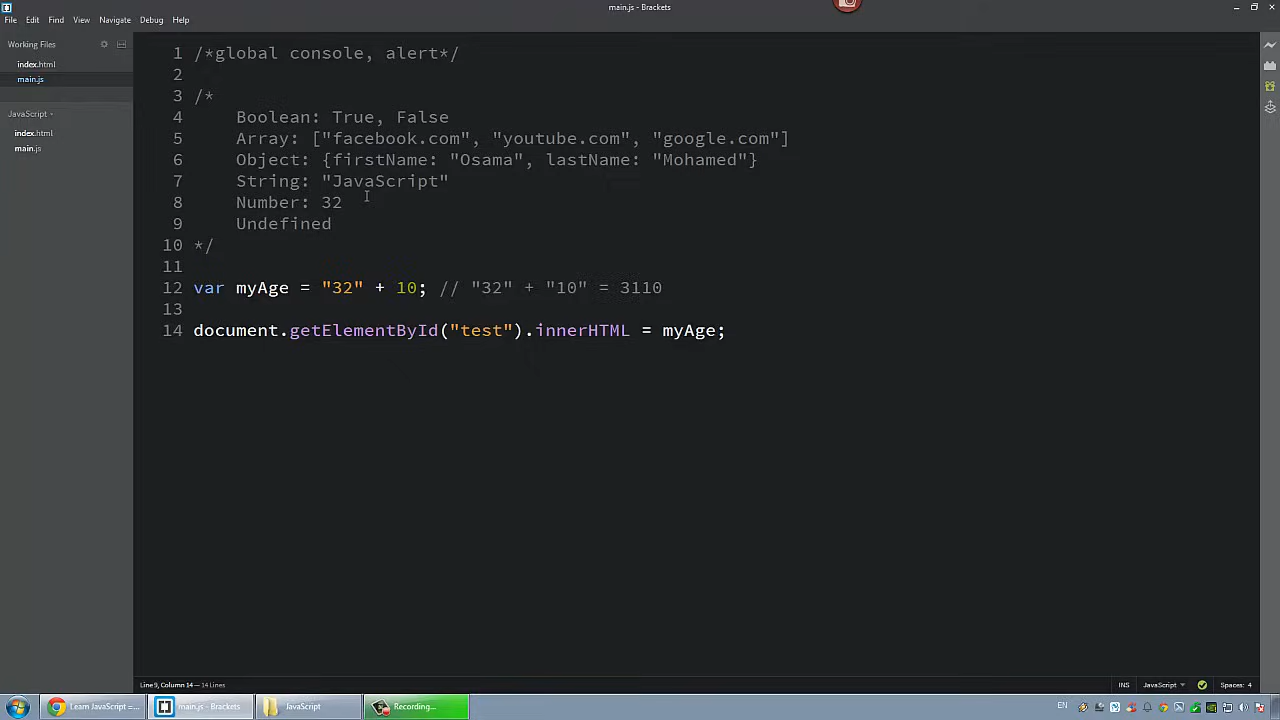 main.js - Brackets
File Edit Find View Navigate Debug Help
Working Files
index.html
main.js
JavaScript
index.html
main.js
1 /*global console, alert*/
2
3 /*
4 Boolean: True, False
5 Array: ["facebook.com", "youtube.com", "google.com"]
6 Object: {firstName: "Osama", lastName: "Mohamed"}
7 String: "JavaScript"
8 Number: 32
9 Undefined
10 */
11
12 var myAge = "32" + 10; // "32" + "10" = 3110
13
14 document.getElementById("test").innerHTML = myAge;
Line 9, Column 14 — 14 Lines
INS JavaScript Spaces: 4
Learn JavaScript =... main.js - Brackets JavaScript Recording... EN